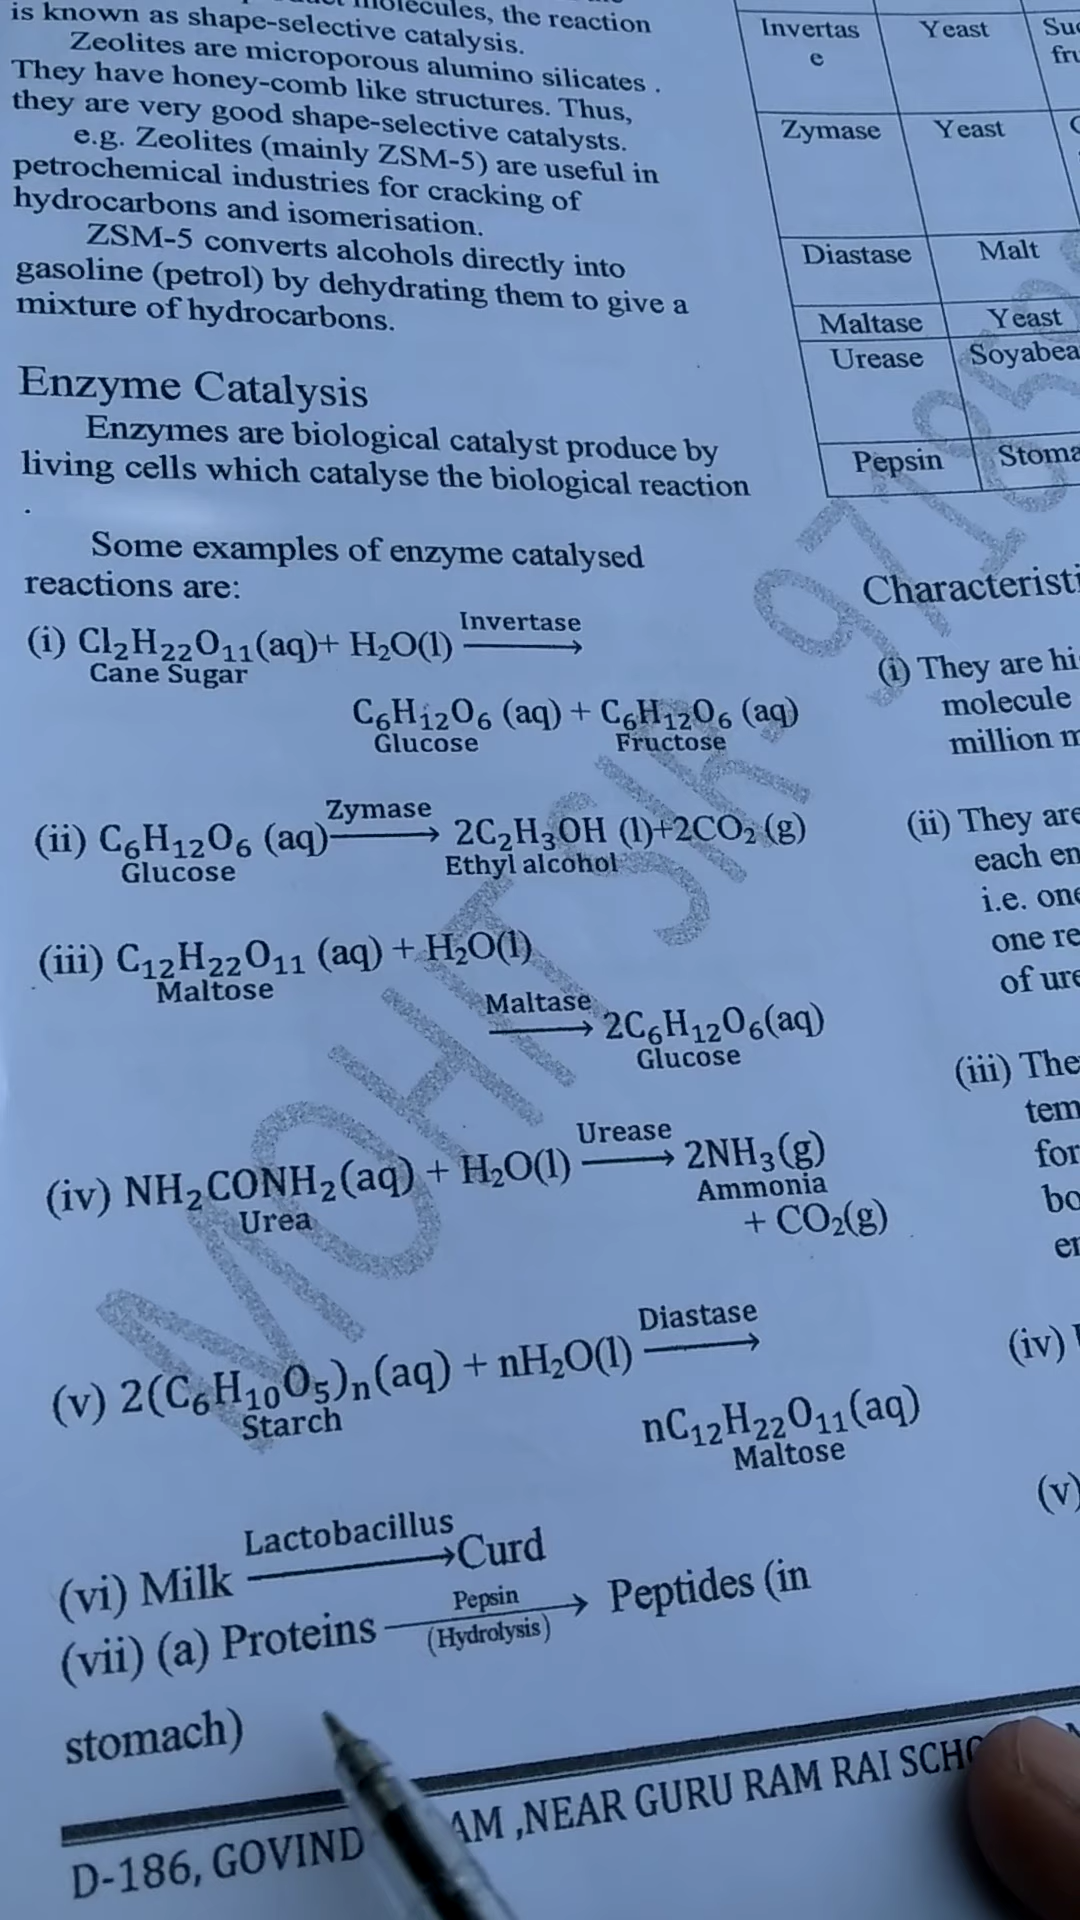 molecules, the reaction
is known as shape-selective catalysis.
Zeolites are microporous alumino silicates .
They have honey-comb like structures. Thus,
they are very good shape-selective catalysts.
e.g. Zeolites (mainly ZSM-5) are useful in
petrochemical industries for cracking of
hydrocarbons and isomerisation.
ZSM-5 converts alcohols directly into
gasoline (petrol) by dehydrating them to give a
mixture of hydrocarbons.
Enzyme Catalysis
Enzymes are biological catalyst produce by
living cells which catalyse the biological reaction
.
Some examples of enzyme catalysed
reactions are:
Invertase
(i) Cl₂H₂₂O₁₁(aq)+ H₂O(l) ⟶
Cane Sugar
C₆H₁₂O₆ (aq) + C₆H₁₂O₆ (aq)
Glucose Fructose
Zymase
(ii) C₆H₁₂O₆ (aq) ⟶ 2C₂H₃OH (l)+2CO₂ (g)
Glucose Ethyl alcohol
(iii) C₁₂H₂₂O₁₁ (aq) + H₂O(l)
Maltose
Maltase
⟶ 2C₆H₁₂O₆(aq)
Glucose
Urease
(iv) NH₂CONH₂(aq) + H₂O(l) ⟶ 2NH₃(g)
Urea Ammonia
+ CO₂(g)
Diastase
(v) 2(C₆H₁₀O₅)ₙ(aq) + nH₂O(l) ⟶
Starch
nC₁₂H₂₂O₁₁(aq)
Maltose
Lactobacillus
(vi) Milk ⟶ Curd
Pepsin
(vii) (a) Proteins ⟶ Peptides (in
(Hydrolysis)
stomach)
Invertas Yeast
e
Zymase Yeast
Diastase Malt
Maltase Yeast
Urease Soyabea
Pepsin Stoma
Characteristi
(i) They are hi
molecule
million m
(ii) They are
each en
i.e. one
one re
of ure
(iii) The
tem
for
bo
en
(iv)
(v)
MOHIT SIR
D-186, GOVIND AM ,NEAR GURU RAM RAI SCHO